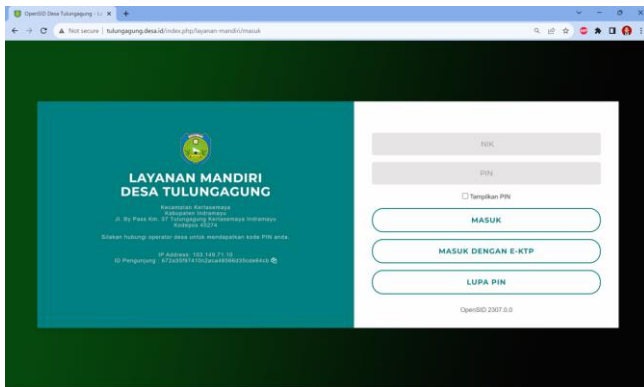 OpenSID Desa Tulungagung - La
Not secure | tulungagung.desa.id/index.php/layanan-mandiri/masuk
LAYANAN MANDIRI
DESA TULUNGAGUNG
Kecamatan Kertasemaya
Kabupaten Indramayu
Jl. By Pass Km. 37 Tulungagung Kertasemaya Indramayu
Kodepos 45274
Silakan hubungi operator desa untuk mendapatkan kode PIN anda.
IP Address: 103.149.71.10
ID Pengunjung :
NIK
PIN
Tampilkan PIN
MASUK
MASUK DENGAN E-KTP
LUPA PIN
OpenSID 2307.0.0